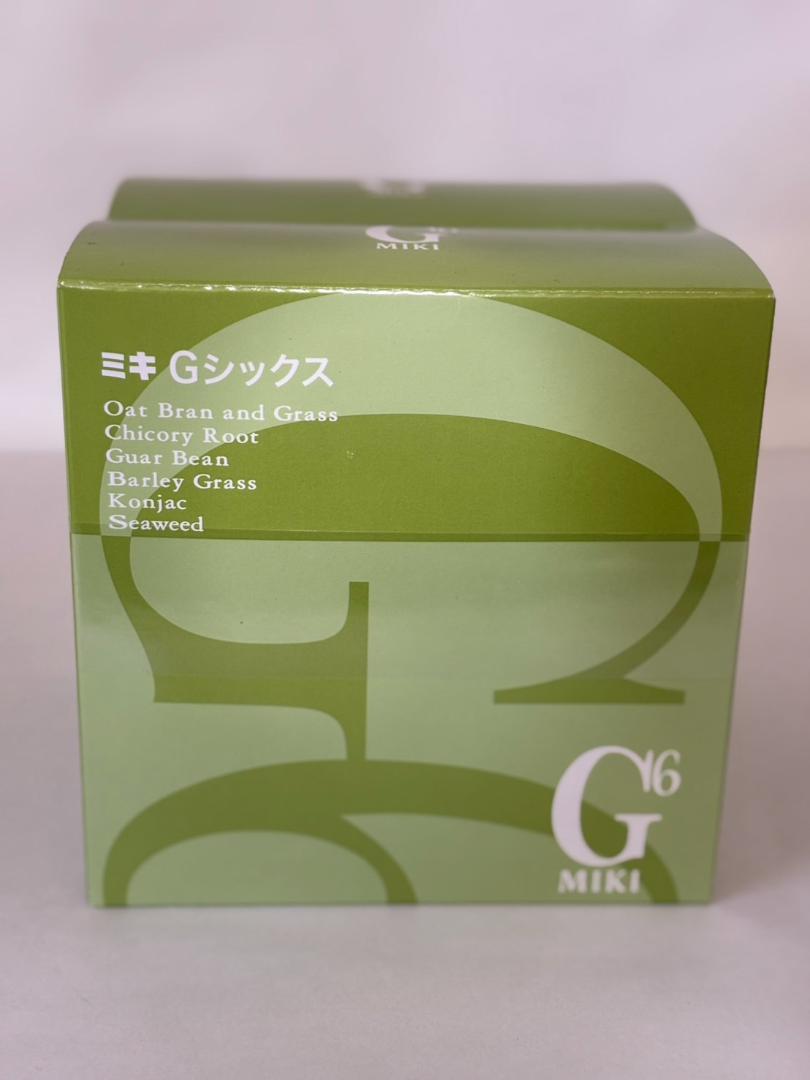 G
MIKI
ミキ Gシックス
Oat Bran and Grass
Chicory Root
Guar Bean
Barley Grass
Konjac
Seaweed
G6
MIKI